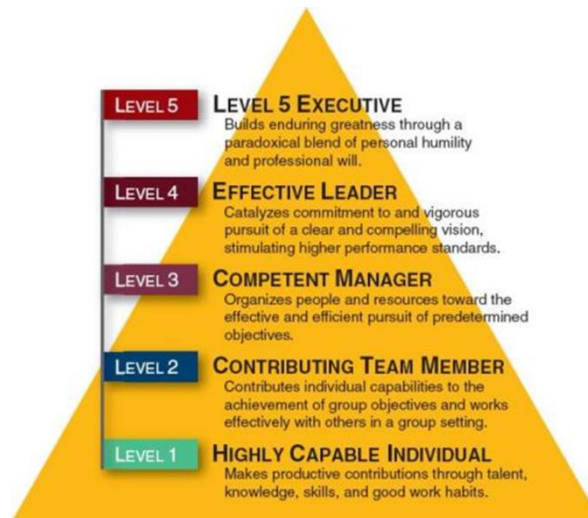 LEVEL 5
LEVEL 5 EXECUTIVE
Builds enduring greatness through a
paradoxical blend of personal humility
and professional will.
LEVEL 4
EFFECTIVE LEADER
Catalyzes commitment to and vigorous
pursuit of a clear and compelling vision,
stimulating higher performance standards.
LEVEL 3
COMPETENT MANAGER
Organizes people and resources toward the
effective and efficient pursuit of predetermined
objectives.
LEVEL 2
CONTRIBUTING TEAM MEMBER
Contributes individual capabilities to the
achievement of group objectives and works
effectively with others in a group setting.
LEVEL 1
HIGHLY CAPABLE INDIVIDUAL
Makes productive contributions through talent,
knowledge, skills, and good work habits.